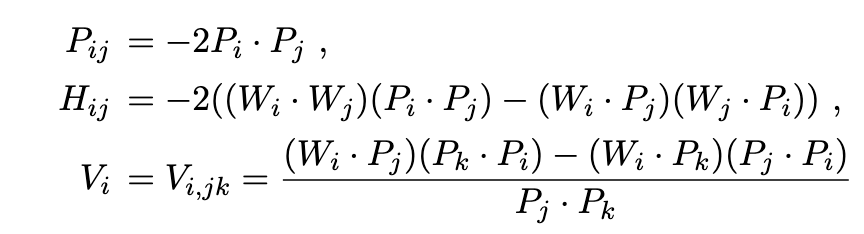 P_{ij} = −2P_i · P_j ,
H_{ij} = −2((W_i · W_j)(P_i · P_j) − (W_i · P_j)(W_j · P_i)) ,
V_i = V_{i,jk} = \frac{(W_i · P_j)(P_k · P_i) − (W_i · P_k)(P_j · P_i)}{P_j · P_k}